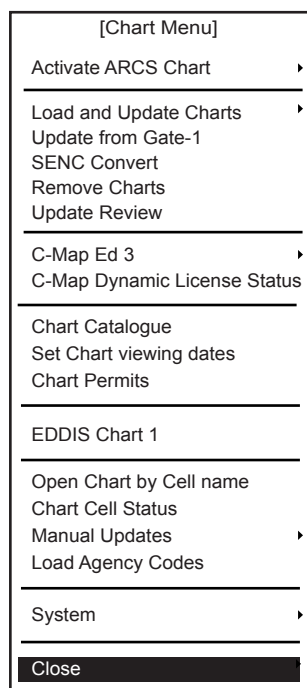 [Chart Menu]
Activate ARCS Chart
Load and Update Charts
Update from Gate-1
SENC Convert
Remove Charts
Update Review
C-Map Ed 3
C-Map Dynamic License Status
Chart Catalogue
Set Chart viewing dates
Chart Permits
EDDIS Chart 1
Open Chart by Cell name
Chart Cell Status
Manual Updates
Load Agency Codes
System
Close